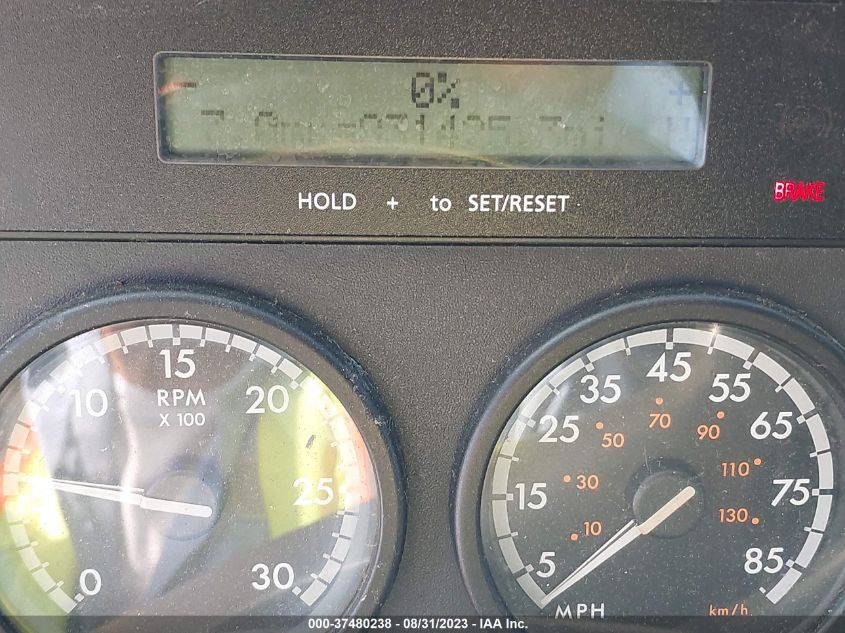 - 0% +
HOLD + to SET/RESET
BRAKE
15
10 20
RPM
X 100
25
0 30
45
35 55
25 65
70
50 90
30 110
15 75
10 130
5 85
MPH km/h
000-37480238 - 08/31/2023 - IAA Inc.